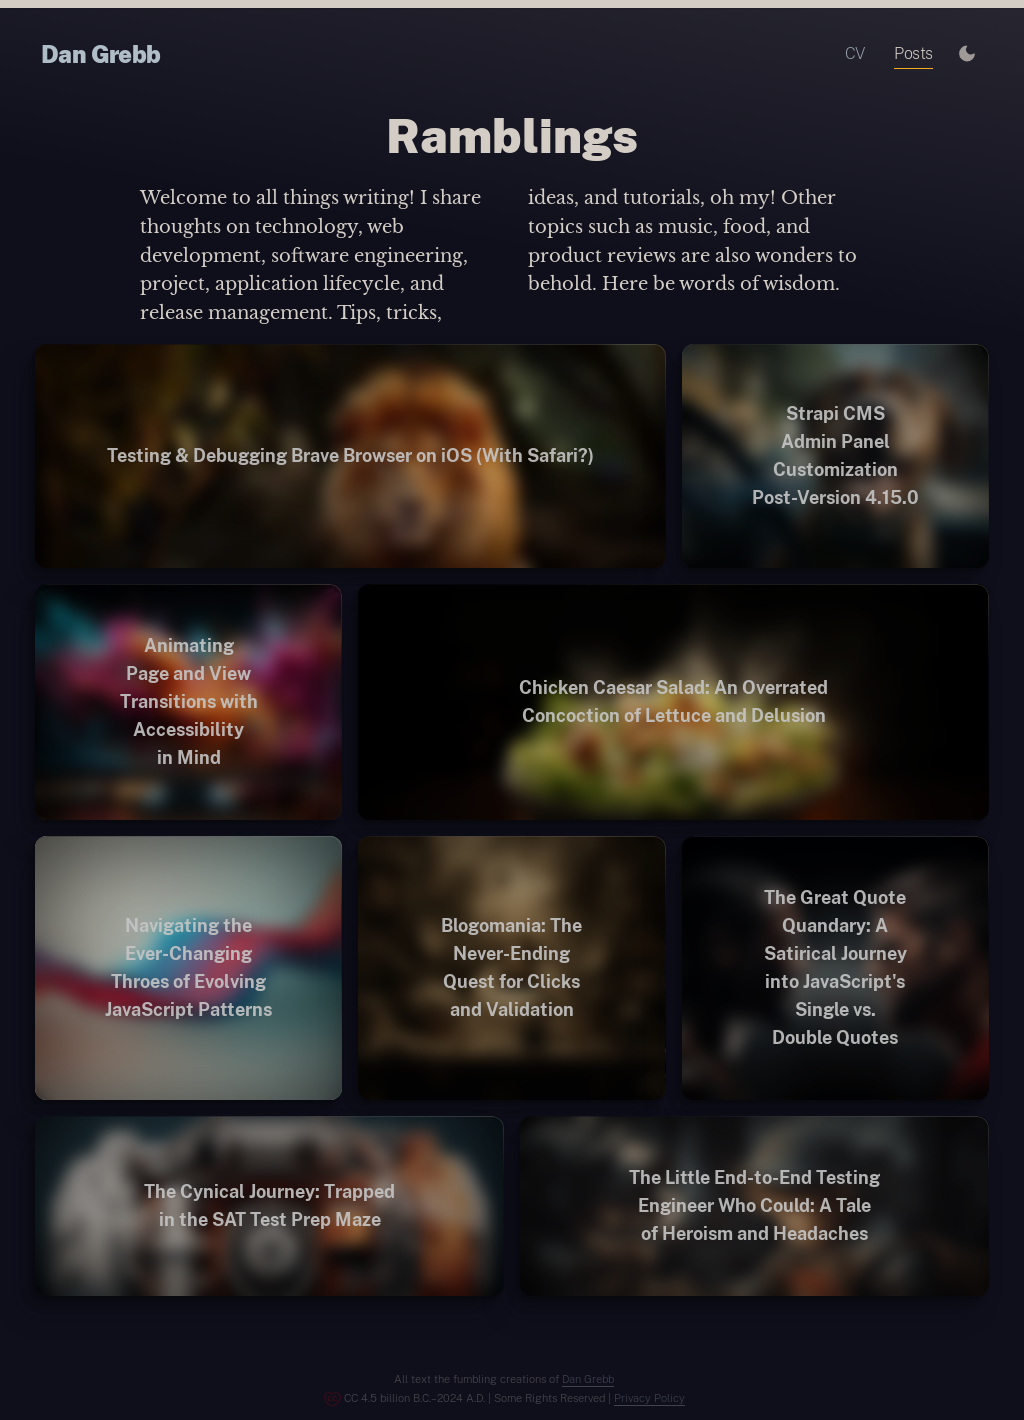 Dan Grebb
CV
Posts
Ramblings
Welcome to all things writing! I share
thoughts on technology, web
development, software engineering,
project, application lifecycle, and
release management. Tips, tricks,
ideas, and tutorials, oh my! Other
topics such as music, food, and
product reviews are also wonders to
behold. Here be words of wisdom.
Testing & Debugging Brave Browser on iOS (With Safari?)
Strapi CMS
Admin Panel
Customization
Post-Version 4.15.0
Animating
Page and View
Transitions with
Accessibility
in Mind
Chicken Caesar Salad: An Overrated
Concoction of Lettuce and Delusion
Navigating the
Ever-Changing
Throes of Evolving
JavaScript Patterns
Blogomania: The
Never-Ending
Quest for Clicks
and Validation
The Great Quote
Quandary: A
Satirical Journey
into JavaScript's
Single vs.
Double Quotes
The Cynical Journey: Trapped
in the SAT Test Prep Maze
The Little End-to-End Testing
Engineer Who Could: A Tale
of Heroism and Headaches
All text the fumbling creations of Dan Grebb
CC 4.5 billion B.C.–2024 A.D. | Some Rights Reserved | Privacy Policy